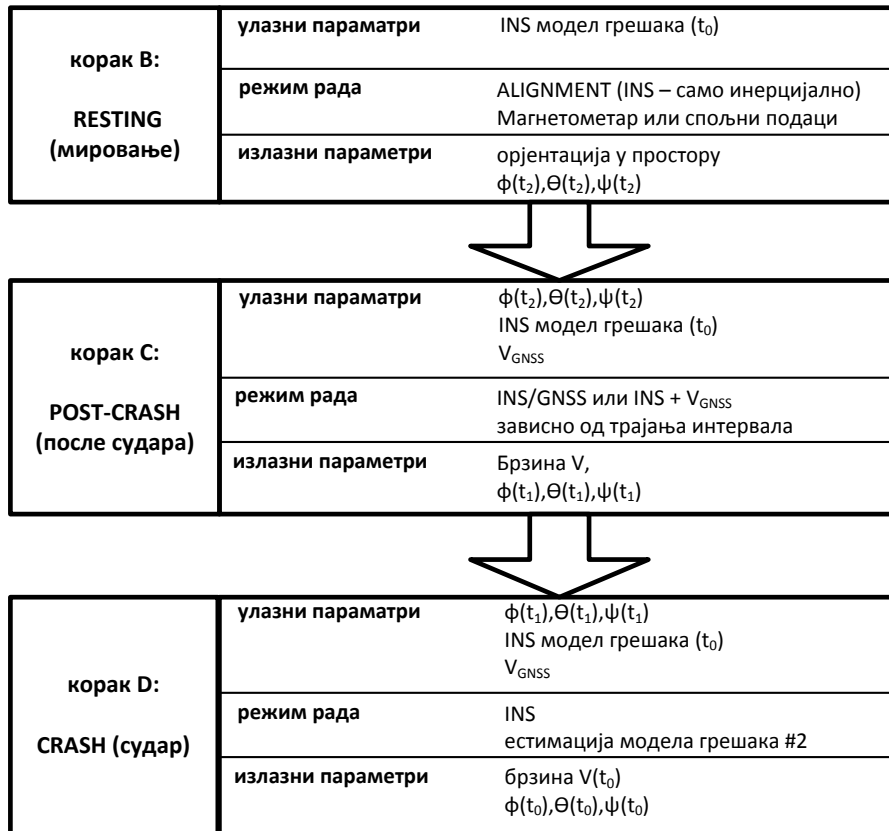 корак B:
RESTING
(мировање)
улазни параматри
INS модел грешака (t₀)
режим рада
ALIGNMENT (INS – само инерцијално)
Магнетометар или спољни подаци
излазни параметри
орјентација у простору
ϕ(t₂),Ɵ(t₂),ψ(t₂)
корак C:
POST-CRASH
(после судара)
улазни параматри
ϕ(t₂),Ɵ(t₂),ψ(t₂)
INS модел грешака (t₀)
V_GNSS
режим рада
INS/GNSS или INS + V_GNSS
зависно од трајања интервала
излазни параметри
Брзина V,
ϕ(t₁),Ɵ(t₁),ψ(t₁)
корак D:
CRASH (судар)
улазни параматри
ϕ(t₁),Ɵ(t₁),ψ(t₁)
INS модел грешака (t₀)
V_GNSS
режим рада
INS
естимација модела грешака #2
излазни параметри
брзина V(t₀)
ϕ(t₀),Ɵ(t₀),ψ(t₀)